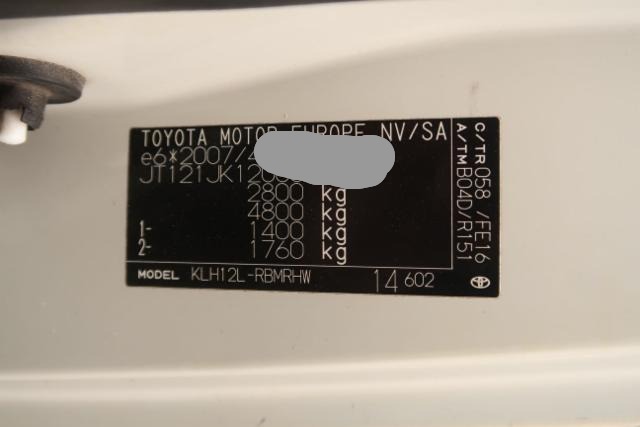 TOYOTA MOTOR EUROPE NV/SA
e6*2007/4
JT121JK120
2800 kg
4800 kg
1- 1400 kg
2- 1760 kg
MODEL KLH12L-RBMRHW 14 602
C/TR 058 /FE16
A/TM B04D/R151